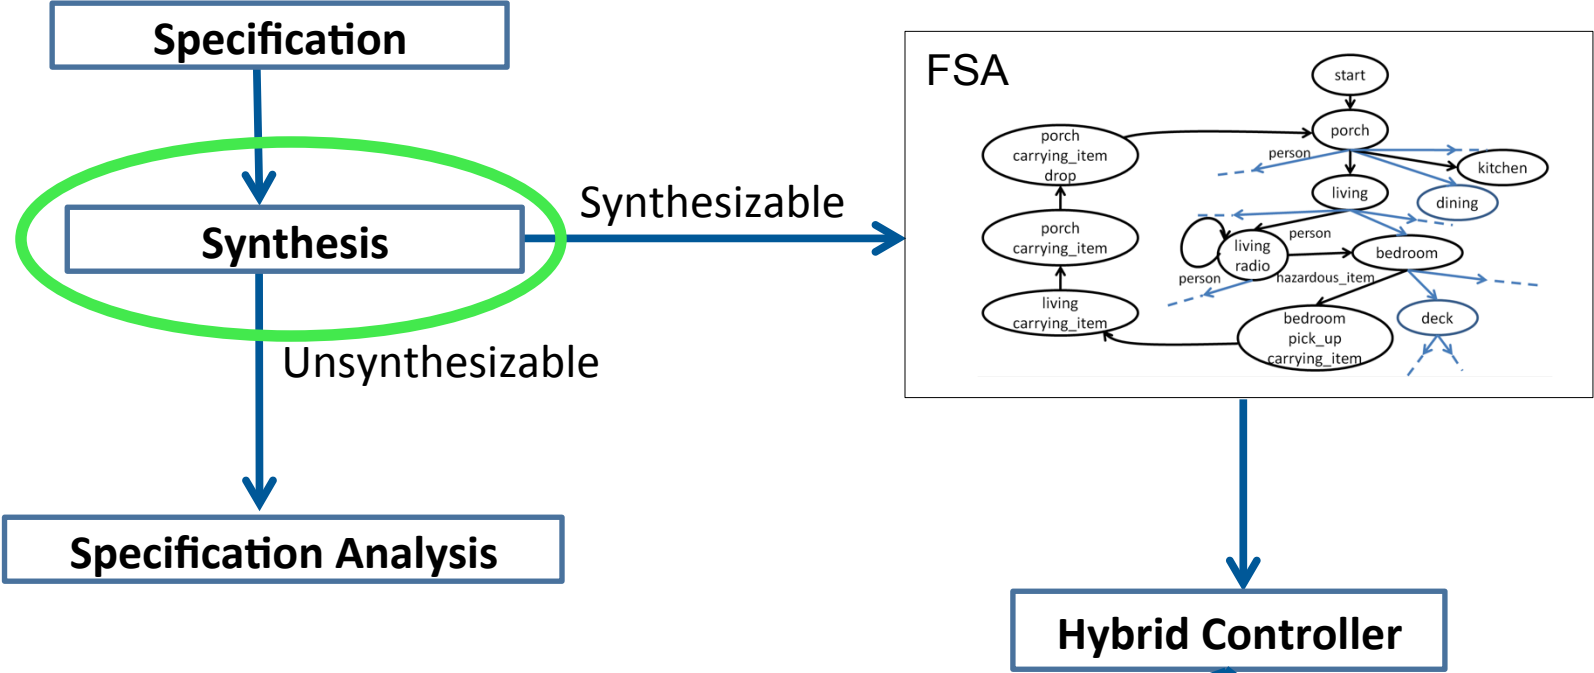 Specification
Synthesis
Synthesizable
Unsynthesizable
Specification Analysis
FSA
start
porch
person
kitchen
living
dining
person
living
radio
person
hazardous_item
bedroom
deck
bedroom
pick_up
carrying_item
living
carrying_item
porch
carrying_item
porch
carrying_item
drop
Hybrid Controller